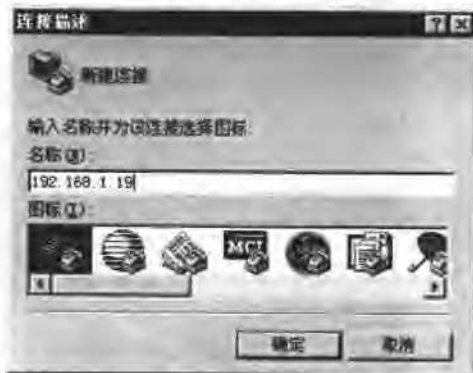 连接描述
新建连接
输入名称并为该连接选择图标:
名称(N):
192.168.1.19
图标(I):
MCI
确定
取消